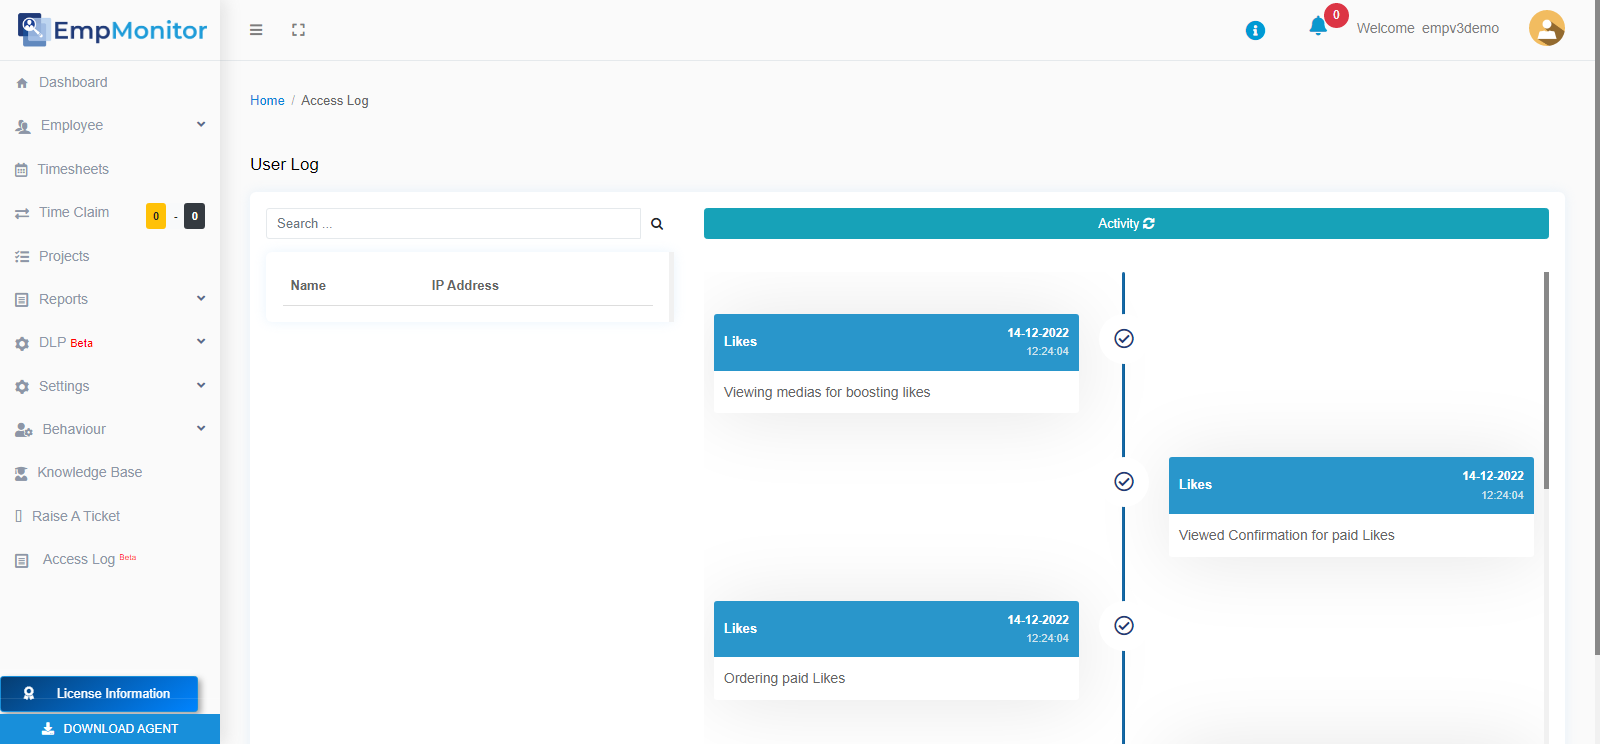 EmpMonitor
0
Welcome empv3demo
Dashboard
Employee
Timesheets
Time Claim 0 - 0
Projects
Reports
DLP Beta
Settings
Behaviour
Knowledge Base
Raise A Ticket
Access Log Beta
License Information
DOWNLOAD AGENT
Home / Access Log
User Log
Search ...
Name IP Address
Activity
Likes 14-12-2022
12:24:04
Viewing medias for boosting likes
Likes 14-12-2022
12:24:04
Viewed Confirmation for paid Likes
Likes 14-12-2022
12:24:04
Ordering paid Likes